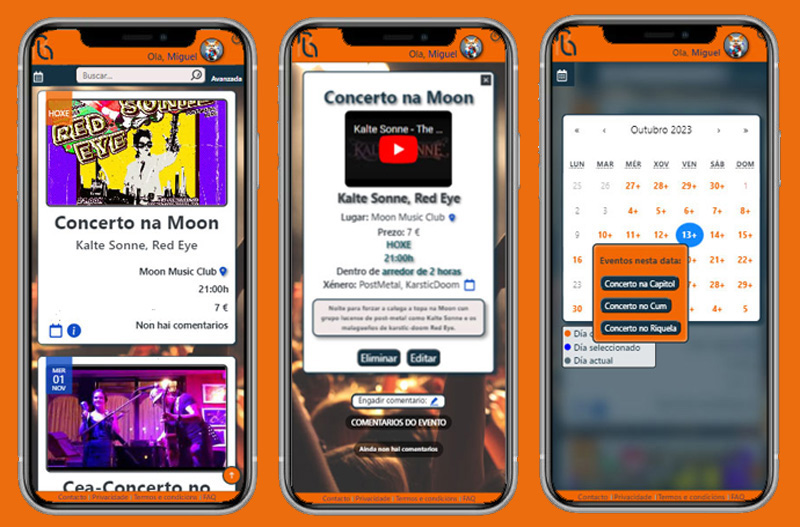 Ola, Miguel
Buscar...
Avanzada
HOXE
RED SONNE
RED
EYE
Concerto na Moon
Kalte Sonne, Red Eye
Moon Music Club
21:00h
7 €
Non hai comentarios
MÉR
01
NOV
Cea-Concerto no
Contacto |Privacidade |Termos e condicións |FAQ
Ola, Miguel
Concerto na Moon
Kalte Sonne - The ...
KALTE SONNE
Kalte Sonne, Red Eye
Lugar: Moon Music Club
Prezo: 7 €
HOXE
21:00h
Dentro de arredor de 2 horas
Xénero: PostMetal, KarsticDoom
Noite para forzar a calega a topa na Moon cun
grupo lucense de post-metal como Kalte Sonne e os
malagueños de karstic doom Red Eye.
Eliminar Editar
Engadir comentario:
COMENTARIOS DO EVENTO
Aínda non hai comentarios
Contacto |Privacidade |Termos e condicións |FAQ
Ola, Miguel
« ‹ Outubro 2023 › »
LUN MAR MÉR XOV VEN SÁB DOM
25 26 27+ 28+ 29+ 30+ 1
2 3 4+ 5+ 6+ 7+ 8+
9 10+ 11+ 12+ 13+ 14+ 15+
16 21+ 22+
Eventos nesta data:
23 28+ 29+
Concerto na Capitol
30 4 5
Concerto no Cum
Concerto no Riquela
Día
Día seleccionado
Día actual
Contacto |Privacidade |Termos e condicións |FAQ